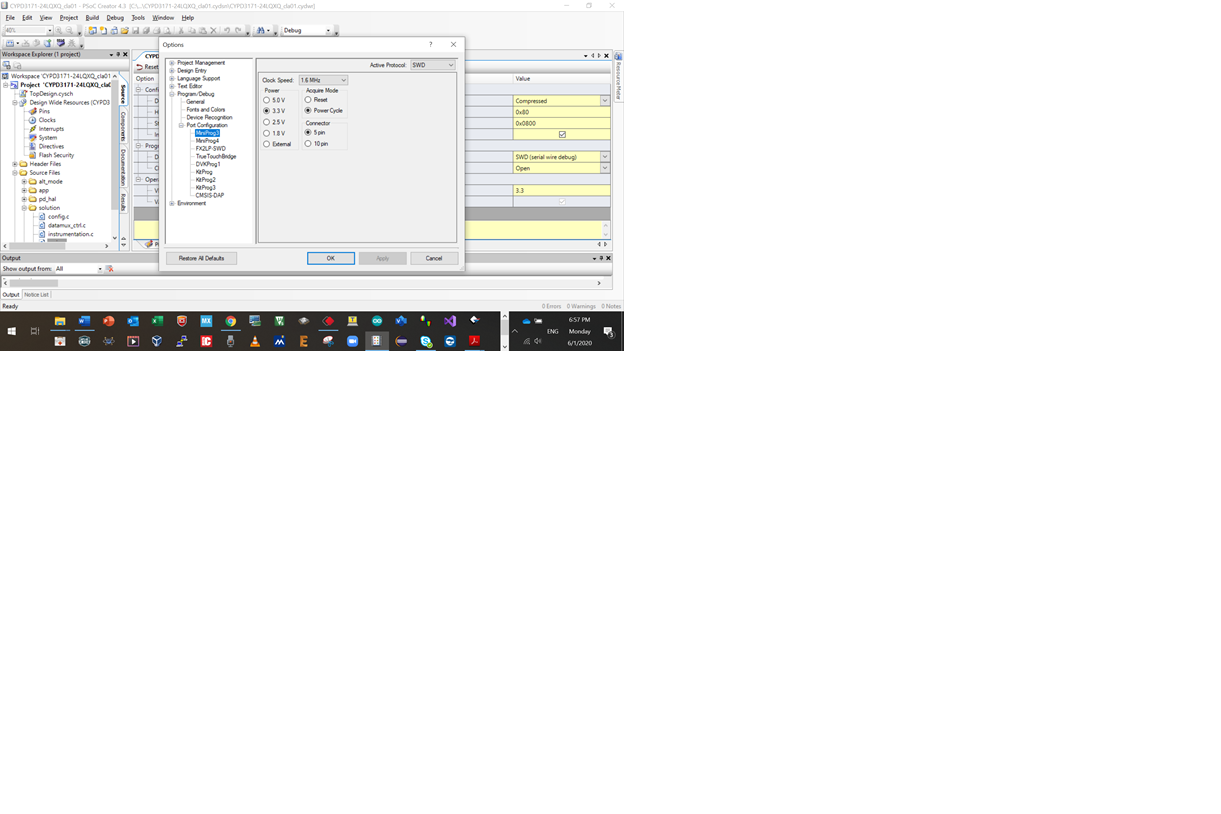 CYPD3171-24LQXQ_cla01 - PSoC Creator 4.3 [C:\...\CYPD3171-24LQXQ_cla01.cydsn\CYPD3171-24LQXQ_cla01.cydwr]
File Edit View Project Build Debug Tools Window Help
40% Debug
Workspace Explorer (1 project)
Workspace 'CYPD3171-24LQXQ_cla01
Project 'CYPD3171-24LQXQ_cla0
TopDesign.cysch
Design Wide Resources (CYPD3
Pins
Clocks
Interrupts
System
Directives
Flash Security
Header Files
Source Files
alt_mode
app
pd_hal
solution
config.c
datamux_ctrl.c
instrumentation.c
Source
Components
Documentation
Results
CYPD
Reset
Option
Value
Confi
Compressed
0x80
0x0800
Progr
SWD (serial wire debug)
Open
Oper
3.3
Resource Meter
Options
Project Management
Design Entry
Language Support
Text Editor
Program/Debug
General
Fonts and Colors
Device Recognition
Port Configuration
MiniProg3
MiniProg4
FX2LP-SWD
TrueTouchBridge
DVKProg1
KitProg
KitProg2
KitProg3
CMSIS-DAP
Environment
Active Protocol: SWD
Clock Speed: 1.6 MHz
Power
5.0 V
3.3 V
2.5 V
1.8 V
External
Acquire Mode
Reset
Power Cycle
Connector
5 pin
10 pin
Restore All Defaults OK Apply Cancel
Output
Show output from: All
Output Notice List
Ready
0 Errors 0 Warnings 0 Notes
6:57 PM
ENG Monday
6/1/2020